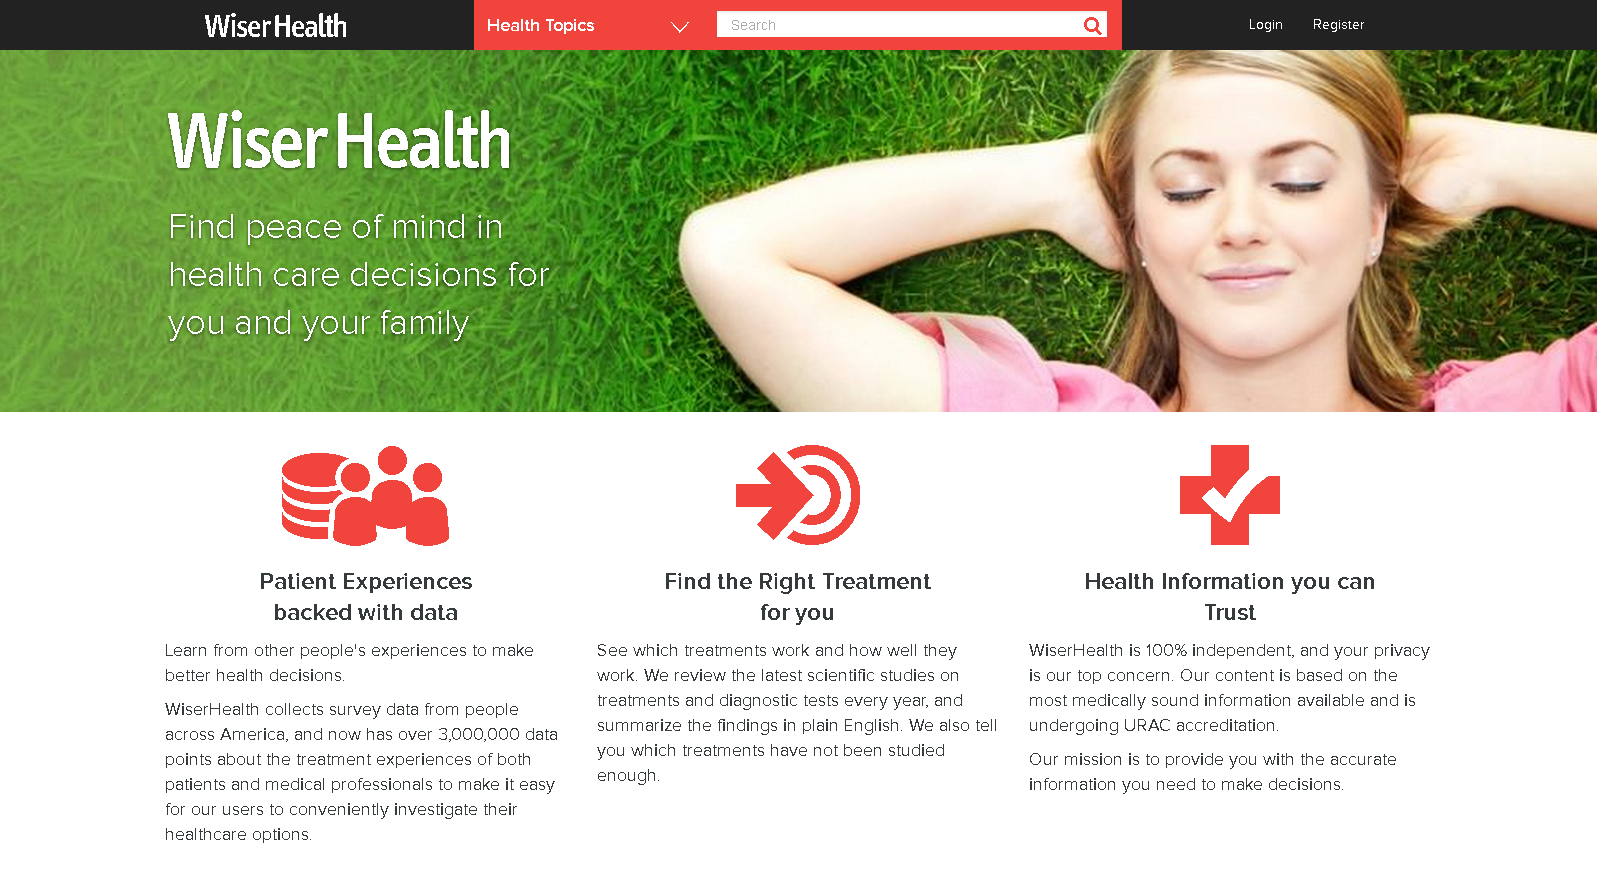 WiserHealth
Health Topics
Search
Login
Register
WiserHealth
Find peace of mind in
health care decisions for
you and your family
Patient Experiences
backed with data
Learn from other people's experiences to make
better health decisions.
WiserHealth collects survey data from people
across America, and now has over 3,000,000 data
points about the treatment experiences of both
patients and medical professionals to make it easy
for our users to conveniently investigate their
healthcare options.
Find the Right Treatment
for you
See which treatments work and how well they
work. We review the latest scientific studies on
treatments and diagnostic tests every year, and
summarize the findings in plain English. We also tell
you which treatments have not been studied
enough.
Health Information you can
Trust
WiserHealth is 100% independent, and your privacy
is our top concern. Our content is based on the
most medically sound information available and is
undergoing URAC accreditation.
Our mission is to provide you with the accurate
information you need to make decisions.